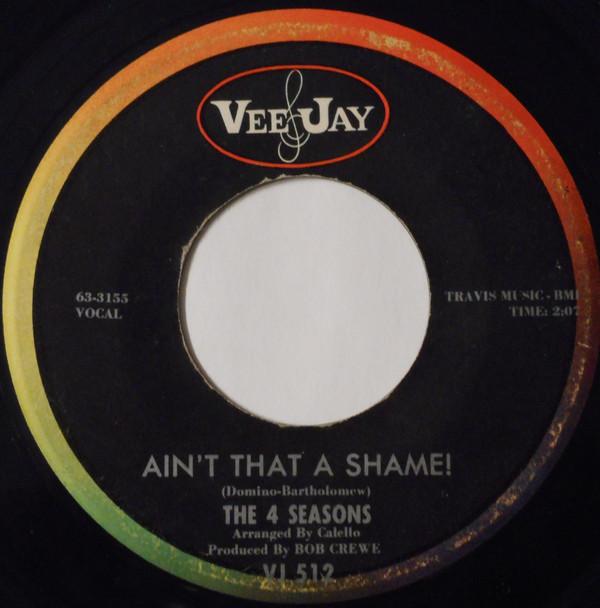 VEE JAY
63-3155
VOCAL
TRAVIS MUSIC - BMI
TIME: 2:07
AIN'T THAT A SHAME!
(Domino-Bartholomew)
THE 4 SEASONS
Arranged By Calello
Produced By BOB CREWE
VJ 512